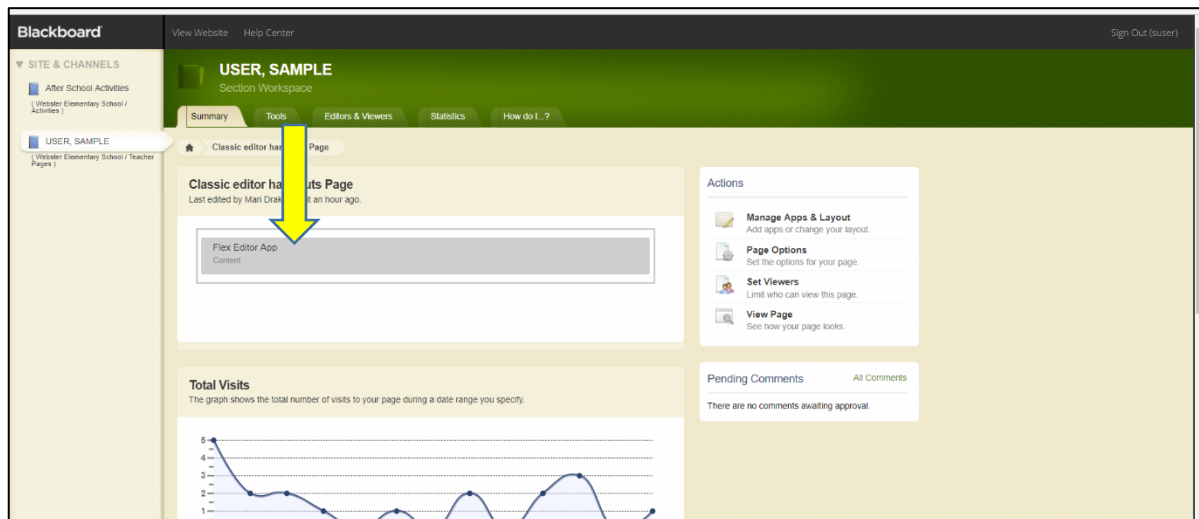 Blackboard
View Website Help Center
Sign Out (suser)
SITE & CHANNELS
After School Activities
( Webster Elementary School /
Activities )
USER, SAMPLE
( Webster Elementary School / Teacher
Pages )
USER, SAMPLE
Section Workspace
Summary Tools Editors & Viewers Statistics How do I...?
Classic editor Page
Classic editor Page
Last edited by Mari an hour ago.
Flex Editor App
Content
Actions
Manage Apps & Layout
Add apps or change your layout.
Page Options
Set the options for your page.
Set Viewers
Limit who can view this page.
View Page
See how your page looks.
Pending Comments All Comments
There are no comments awaiting approval.
Total Visits
The graph shows the total number of visits to your page during a date range you specify.
5
4
3
2
1